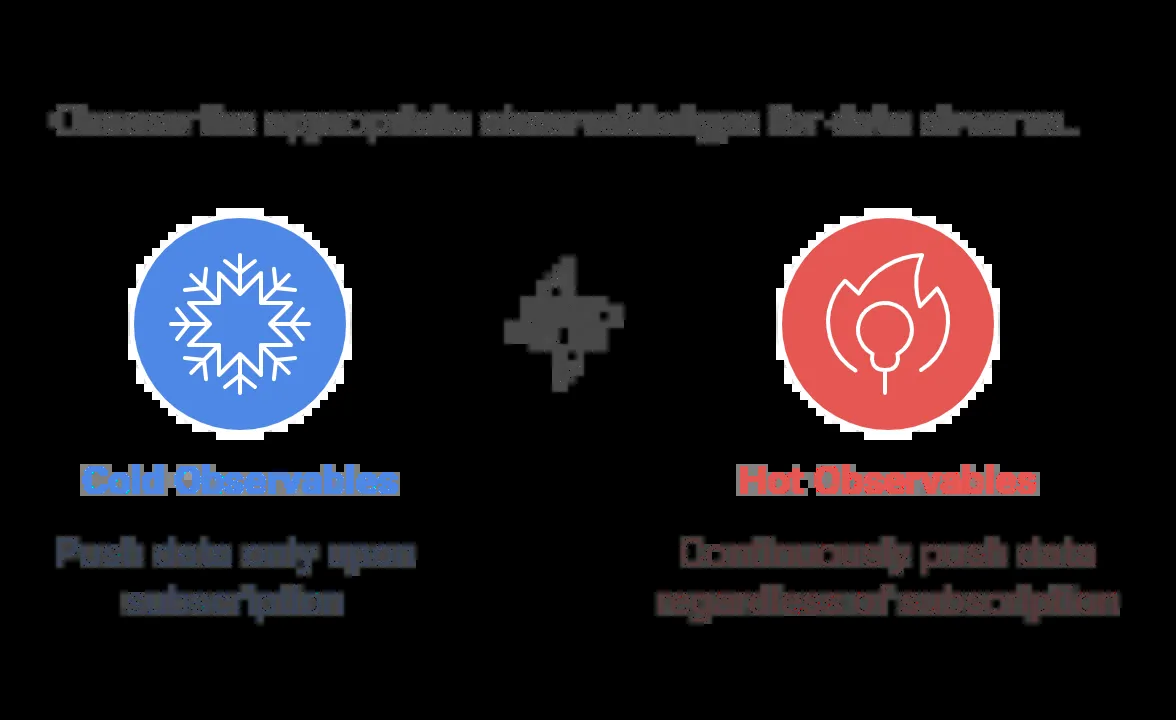 Choose the appropriate observable type for data streams.
Cold Observables
Hot Observables
Push data only upon
subscription
Continuously push data
regardless of subscription